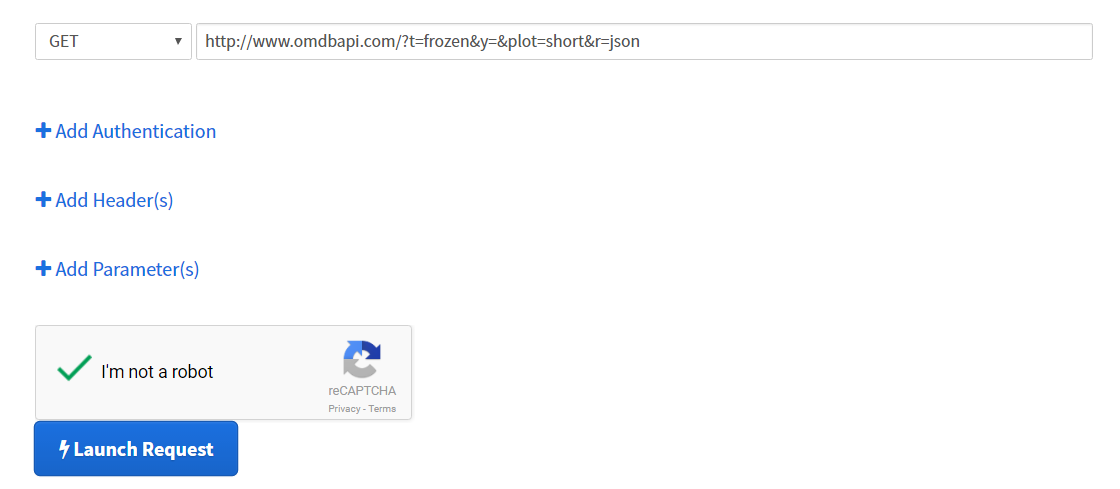 GET http://www.omdbapi.com/?t=frozen&y=&plot=short&r=json
Add Authentication
Add Header(s)
Add Parameter(s)
I'm not a robot
reCAPTCHA
Privacy - Terms
Launch Request